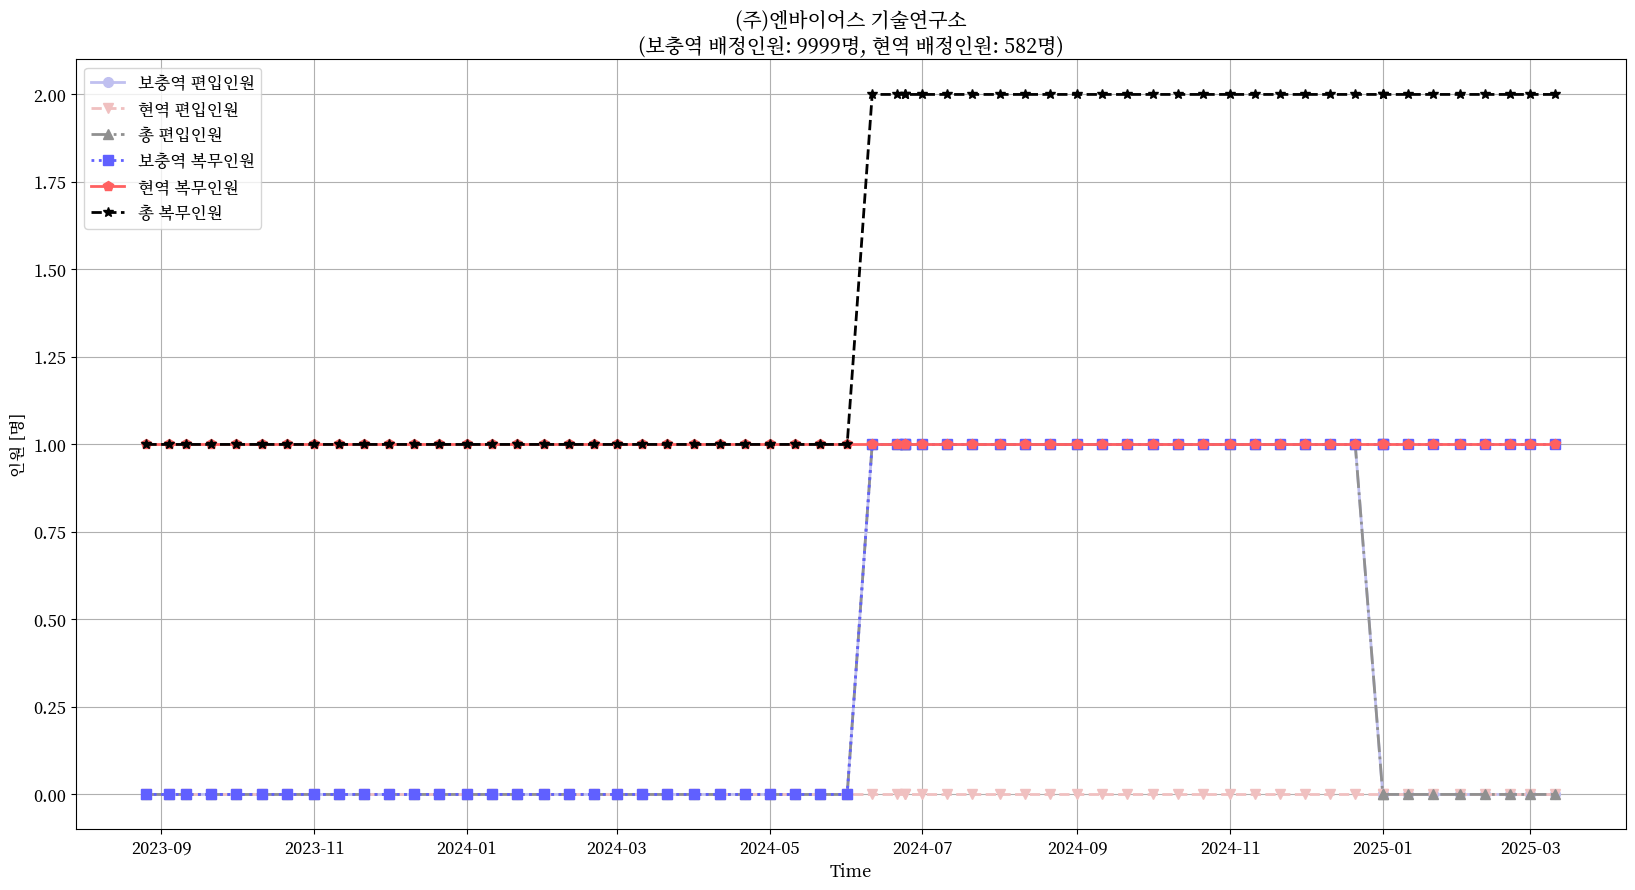 (주)엔바이어스 기술연구소
(보충역 배정인원: 9999명, 현역 배정인원: 582명)
보충역 편입인원
현역 편입인원
총 편입인원
보충역 복무인원
현역 복무인원
총 복무인원
2.00
1.75
1.50
1.25
1.00
0.75
0.50
0.25
0.00
인원 [명]
2023-09
2023-11
2024-01
2024-03
2024-05
2024-07
2024-09
2024-11
2025-01
2025-03
Time